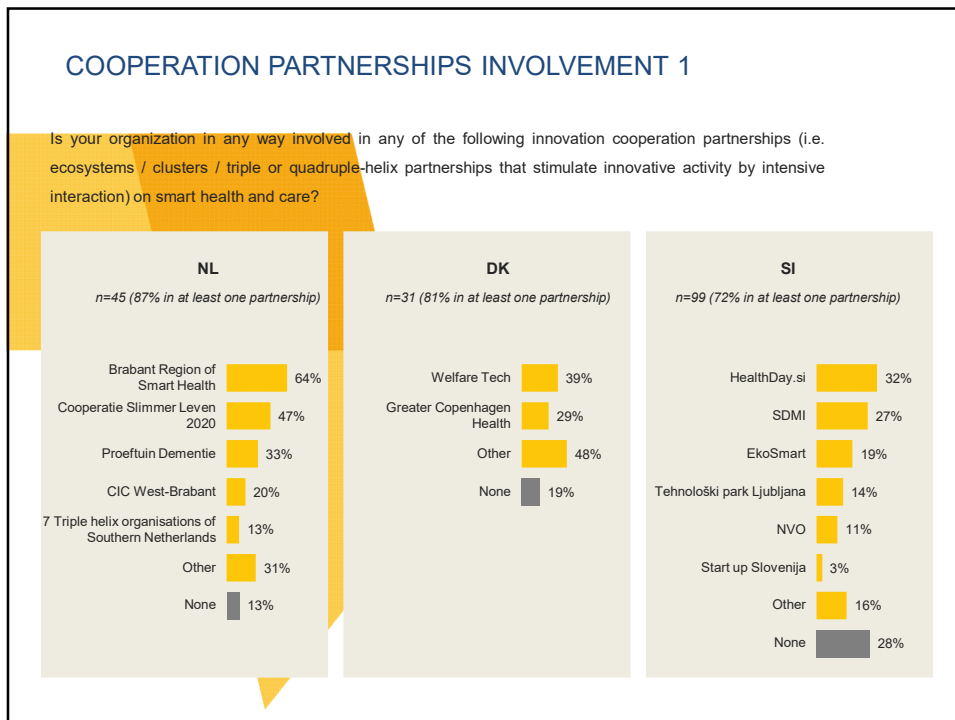 COOPERATION PARTNERSHIPS INVOLVEMENT 1
Is your organization in any way involved in any of the following innovation cooperation partnerships (i.e.
ecosystems / clusters / triple or quadruple-helix partnerships that stimulate innovative activity by intensive
interaction) on smart health and care?
NL
n=45 (87% in at least one partnership)
Brabant Region of
Smart Health
64%
Cooperatie Slimmer Leven
2020
47%
Proeftuin Dementie
33%
CIC West-Brabant
20%
7 Triple helix organisations of
Southern Netherlands
13%
Other
31%
None
13%
DK
n=31 (81% in at least one partnership)
Welfare Tech
39%
Greater Copenhagen
Health
29%
Other
48%
None
19%
SI
n=99 (72% in at least one partnership)
HealthDay.si
32%
SDMI
27%
EkoSmart
19%
Tehnološki park Ljubljana
14%
NVO
11%
Start up Slovenija
3%
Other
16%
None
28%